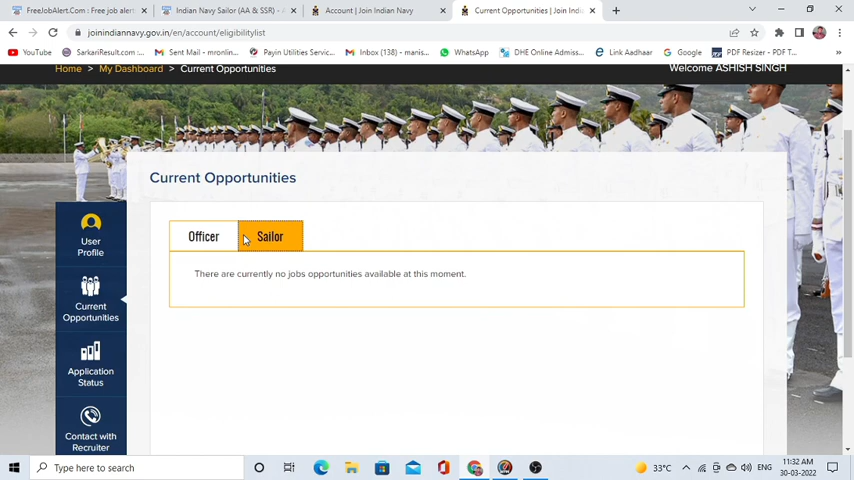 FreeJobAlert.Com : Free job alert
Indian Navy Sailor (AA & SSR) - A
Account | Join Indian Navy
Current Opportunities | Join Indi
joinindiannavy.gov.in/en/account/eligibilitylist
YouTube
SarkariResult.com :...
Sent Mail - mronlin...
Payin Utilities Servic...
Inbox (138) - manis...
WhatsApp
DHE Online Admiss...
Link Aadhaar
Google
PDF Resizer - PDF T...
»
Home > My Dashboard > Current Opportunities
Welcome ASHISH SINGH
Current Opportunities
Officer
Sailor
There are currently no jobs opportunities available at this moment.
User
Profile
Current
Opportunities
Application
Status
Contact with
Recruiter
Type here to search
33°C
ENG
11:32 AM
30-03-2022